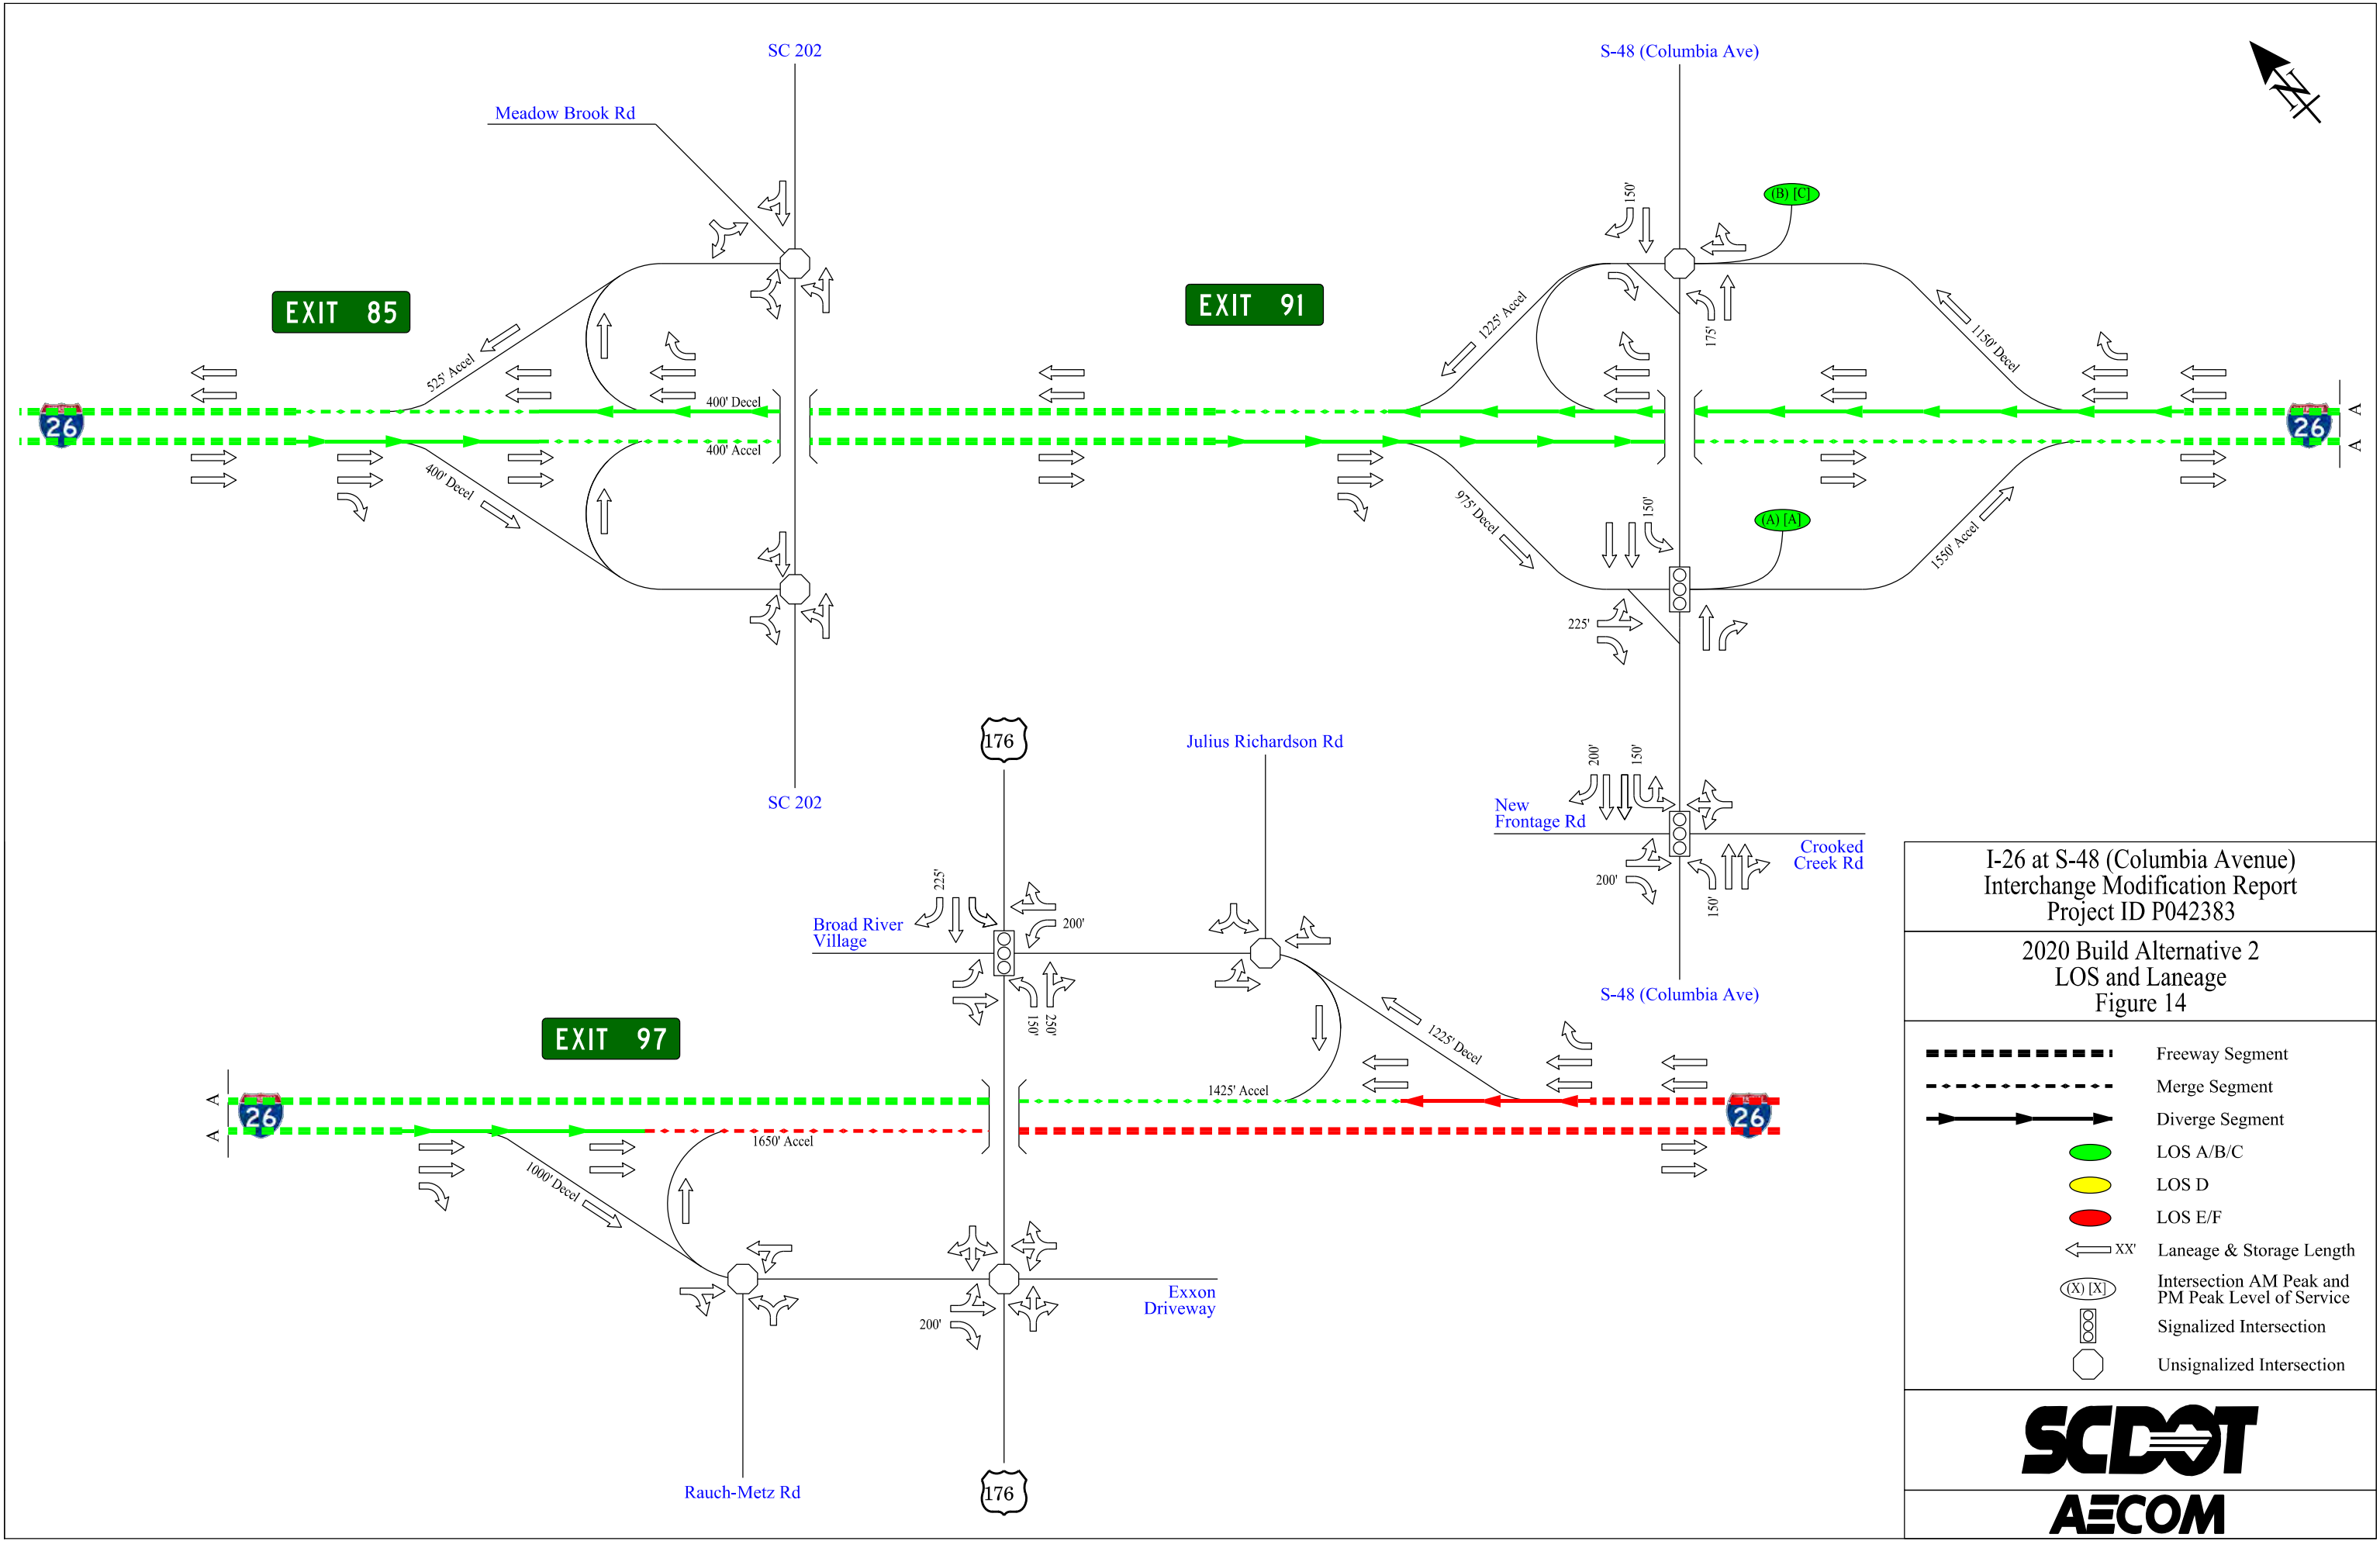 SC 202
S-48 (Columbia Ave)
Meadow Brook Rd
N
150'
(B) [C]
EXIT 85
EXIT 91
525' Accel
1225' Accel
175'
1150' Decel
400' Decel
26
26
A
A
400' Accel
400' Decel
975' Decel
150'
(A) [A]
1550' Accel
225'
176
Julius Richardson Rd
200'
150'
SC 202
New
Frontage Rd
Crooked
Creek Rd
200'
150'
225'
Broad River
Village
200'
150'
250'
S-48 (Columbia Ave)
EXIT 97
1225' Decel
1425' Accel
A
A
26
26
1650' Accel
1000' Decel
Exxon
Driveway
200'
Rauch-Metz Rd
176
I-26 at S-48 (Columbia Avenue)
Interchange Modification Report
Project ID P042383
2020 Build Alternative 2
LOS and Laneage
Figure 14
Freeway Segment
Merge Segment
Diverge Segment
LOS A/B/C
LOS D
LOS E/F
XX' Laneage & Storage Length
(X) [X] Intersection AM Peak and
PM Peak Level of Service
Signalized Intersection
Unsignalized Intersection
SCDOT
AECOM